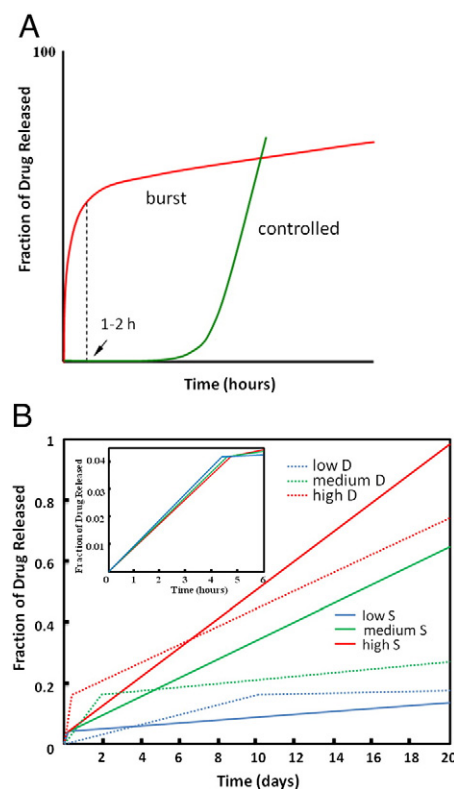 A
100
Fraction of Drug Released
burst
controlled
1-2 h
Time (hours)
B
1
0.8
0.6
0.4
0.2
0
Fraction of Drug Released
0.04
0.03
0.02
0.01
Fraction of Drug Released
0 1 2 3 4 5 6
Time (hours)
low D
medium D
high D
low S
medium S
high S
2 4 6 8 10 12 14 16 18 20
Time (days)